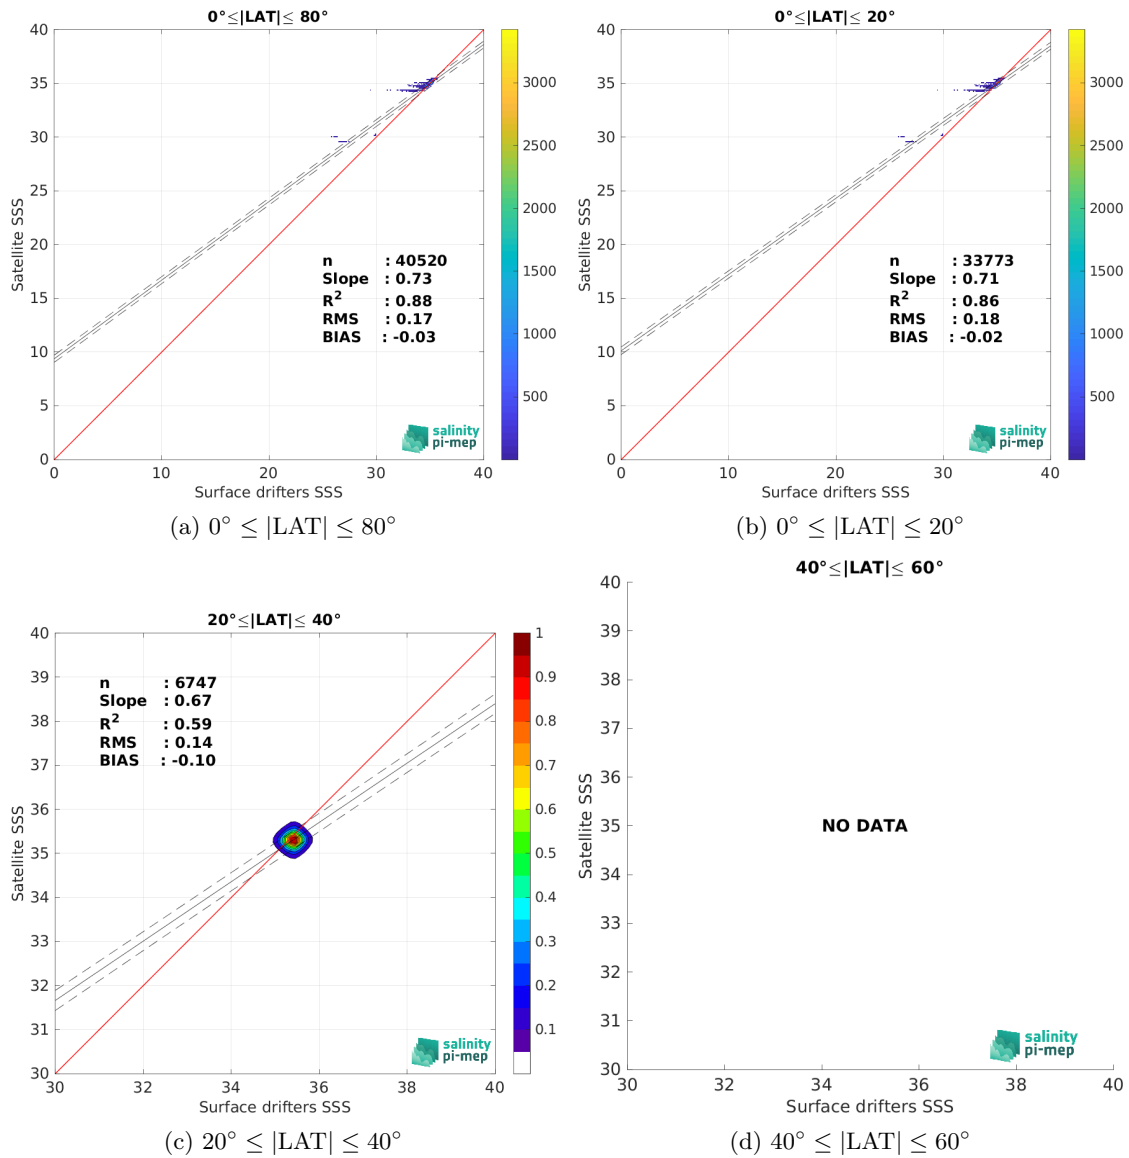 0°≤|LAT|≤ 80°
40
35
30
25
20
15
10
5
0
Satellite SSS
n : 40520
Slope : 0.73
R² : 0.88
RMS : 0.17
BIAS : -0.03
salinity
pi-mep
0 10 20 30 40
Surface drifters SSS
3000
2500
2000
1500
1000
500
(a) 0° ≤ |LAT| ≤ 80°
0°≤|LAT|≤ 20°
40
35
30
25
20
15
10
5
0
Satellite SSS
n : 33773
Slope : 0.71
R² : 0.86
RMS : 0.18
BIAS : -0.02
salinity
pi-mep
0 10 20 30 40
Surface drifters SSS
3000
2500
2000
1500
1000
500
(b) 0° ≤ |LAT| ≤ 20°
20°≤|LAT|≤ 40°
40
39
38
37
36
35
34
33
32
31
30
Satellite SSS
n : 6747
Slope : 0.67
R² : 0.59
RMS : 0.14
BIAS : -0.10
salinity
pi-mep
30 32 34 36 38 40
Surface drifters SSS
1
0.9
0.8
0.7
0.6
0.5
0.4
0.3
0.2
0.1
(c) 20° ≤ |LAT| ≤ 40°
40°≤|LAT|≤ 60°
40
39
38
37
36
35
34
33
32
31
30
Satellite SSS
NO DATA
salinity
pi-mep
30 32 34 36 38 40
Surface drifters SSS
(d) 40° ≤ |LAT| ≤ 60°